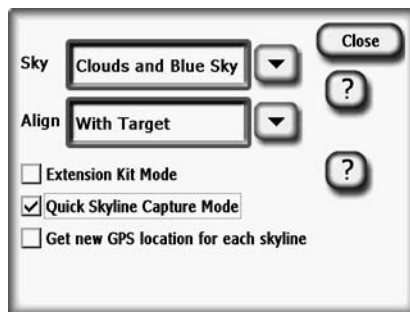 Close
Sky Clouds and Blue Sky
?
Align With Target
?
Extension Kit Mode
Quick Skyline Capture Mode
Get new GPS location for each skyline